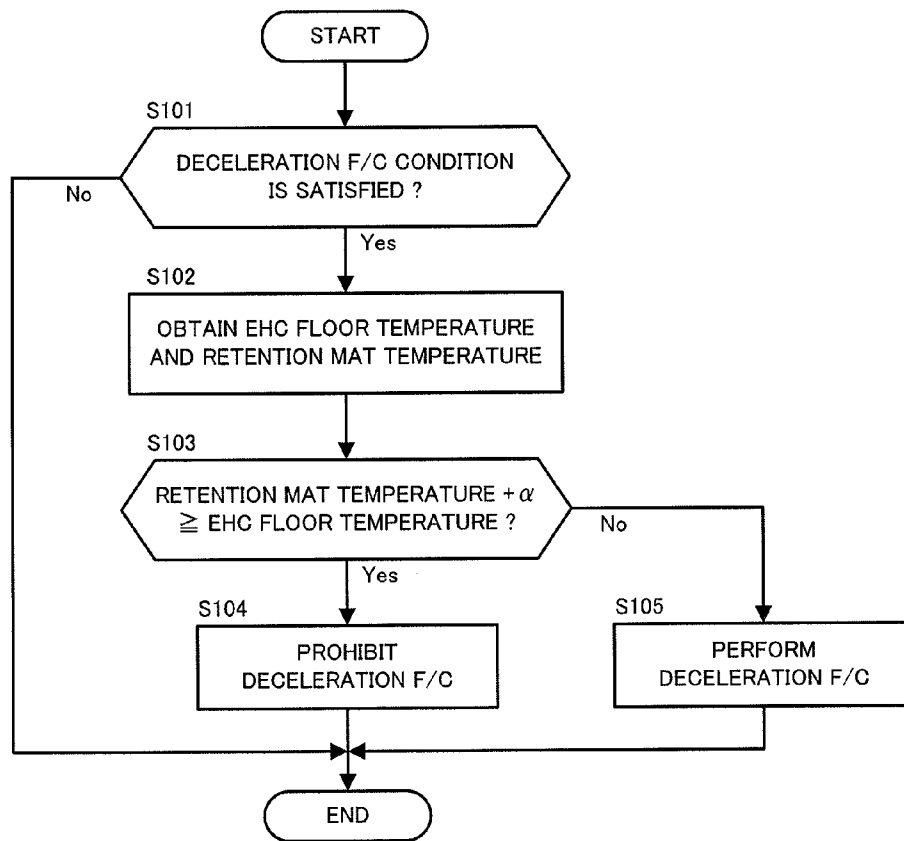 START
S101
DECELERATION F/C CONDITION
IS SATISFIED ?
No
Yes
S102
OBTAIN EHC FLOOR TEMPERATURE
AND RETENTION MAT TEMPERATURE
S103
RETENTION MAT TEMPERATURE + α
≧ EHC FLOOR TEMPERATURE ?
No
Yes
S104
PROHIBIT
DECELERATION F/C
S105
PERFORM
DECELERATION F/C
END